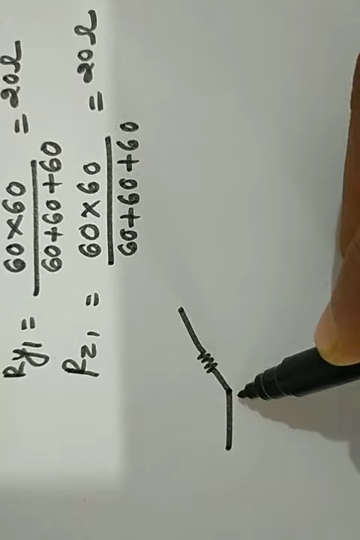 Ry1 = 60×60 / 60+60+60 = 20Ω
Rz1 = 60×60 / 60+60+60 = 20Ω